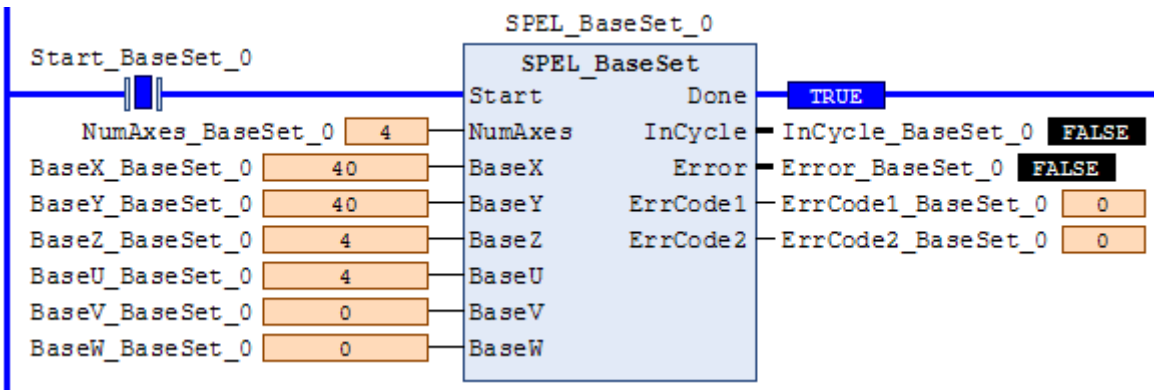 SPEL_BaseSet_0
Start_BaseSet_0
SPEL_BaseSet
Start Done TRUE
NumAxes_BaseSet_0 4 NumAxes InCycle InCycle_BaseSet_0 FALSE
BaseX_BaseSet_0 40 BaseX Error Error_BaseSet_0 FALSE
BaseY_BaseSet_0 40 BaseY ErrCode1 ErrCode1_BaseSet_0 0
BaseZ_BaseSet_0 4 BaseZ ErrCode2 ErrCode2_BaseSet_0 0
BaseU_BaseSet_0 4 BaseU
BaseV_BaseSet_0 0 BaseV
BaseW_BaseSet_0 0 BaseW